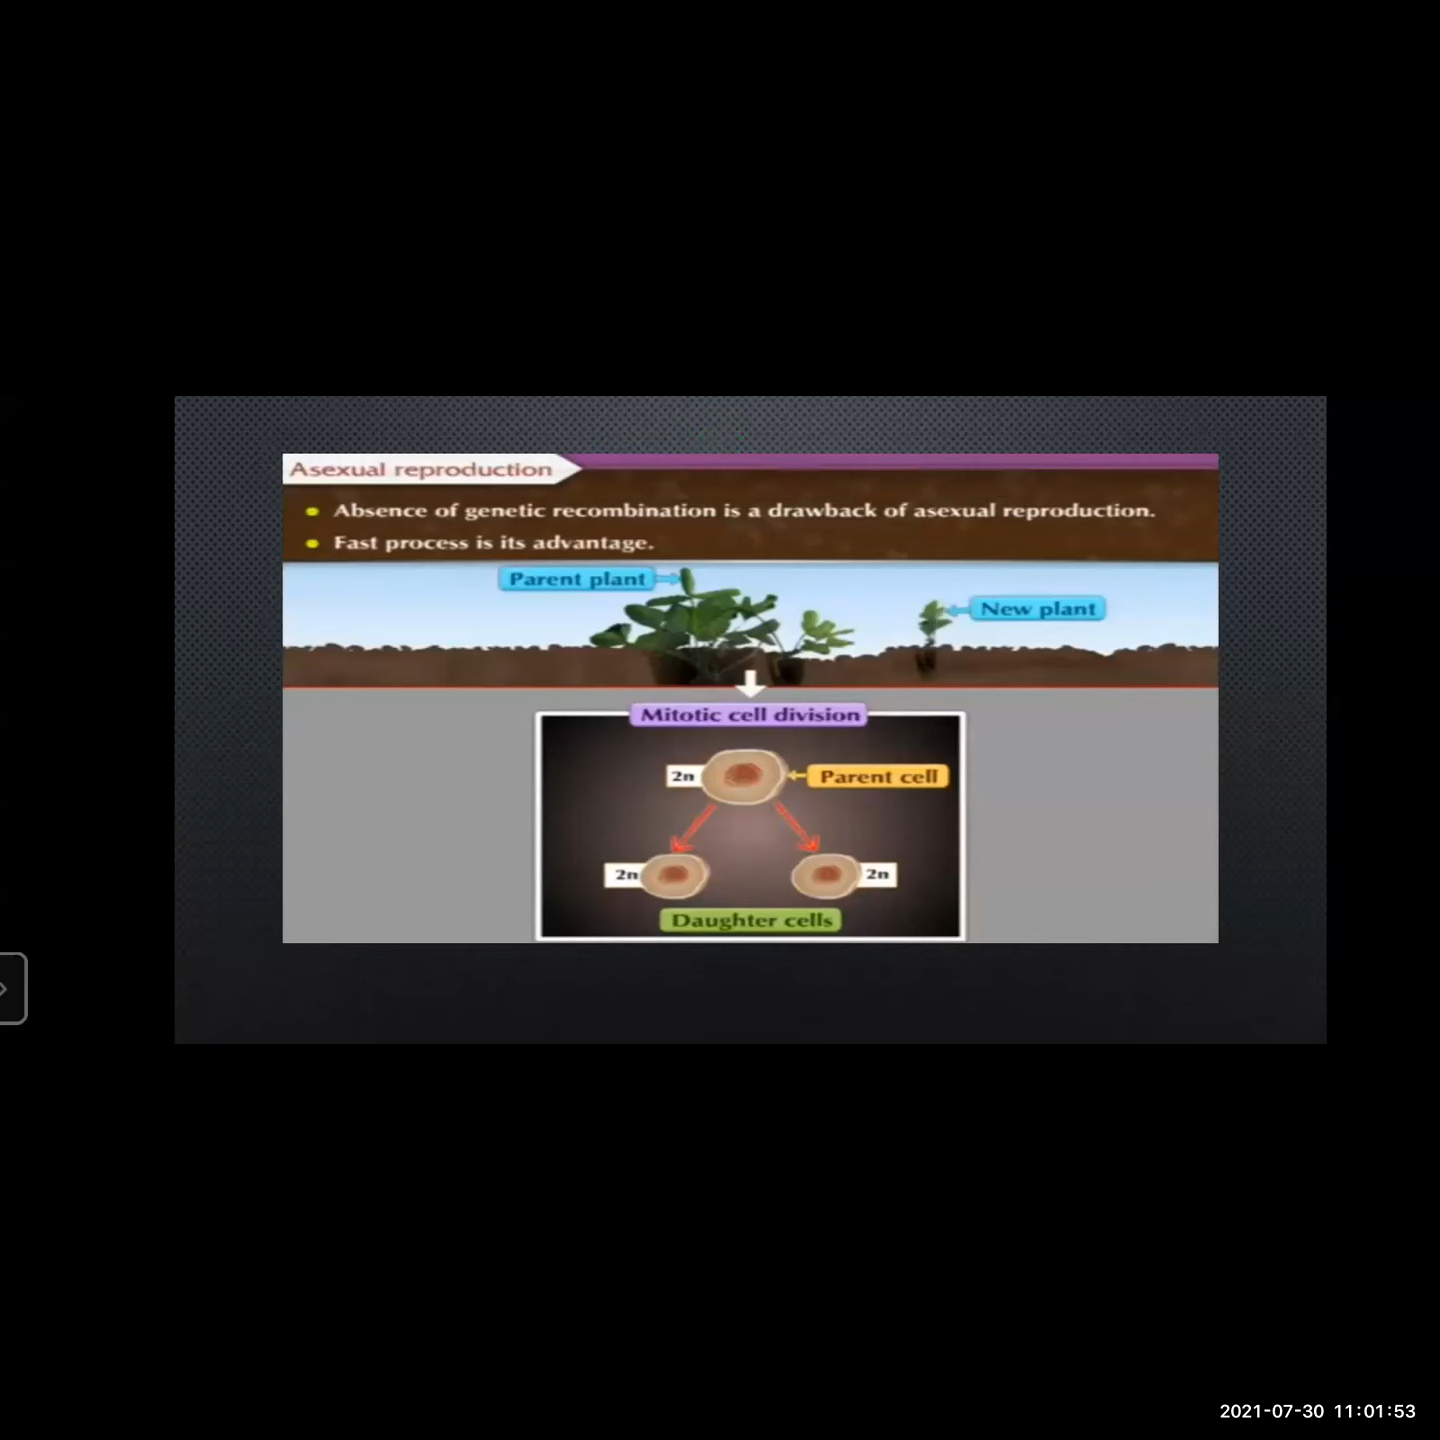 Asexual reproduction
Absence of genetic recombination is a drawback of asexual reproduction.
Fast process is its advantage.
Parent plant
New plant
Mitotic cell division
2n
Parent cell
2n
2n
Daughter cells
2021-07-30 11:01:53